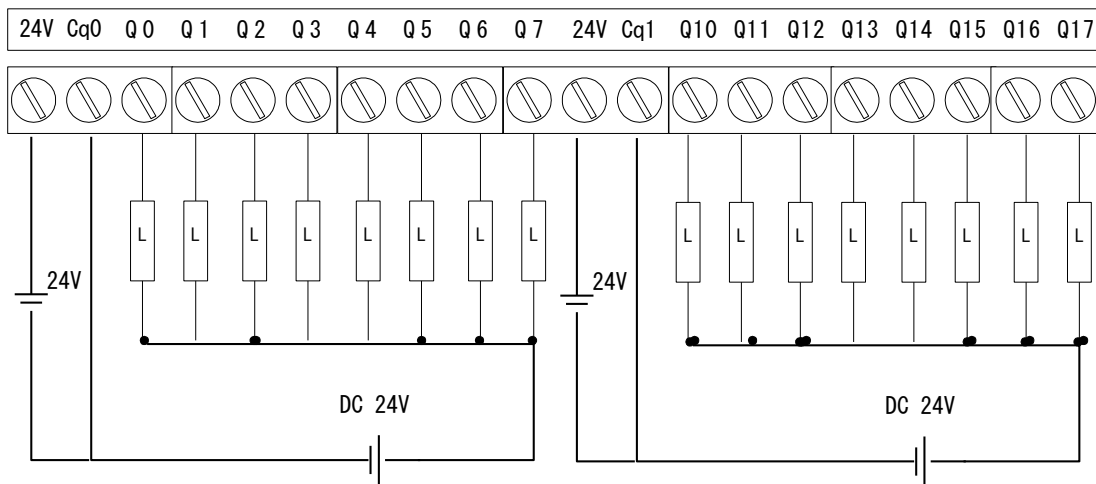 24V Cq0 Q0 Q1 Q2 Q3 Q4 Q5 Q6 Q7 24V Cq1 Q10 Q11 Q12 Q13 Q14 Q15 Q16 Q17
L L L L L L L L L L L L L L L L
24V 24V
DC 24V DC 24V